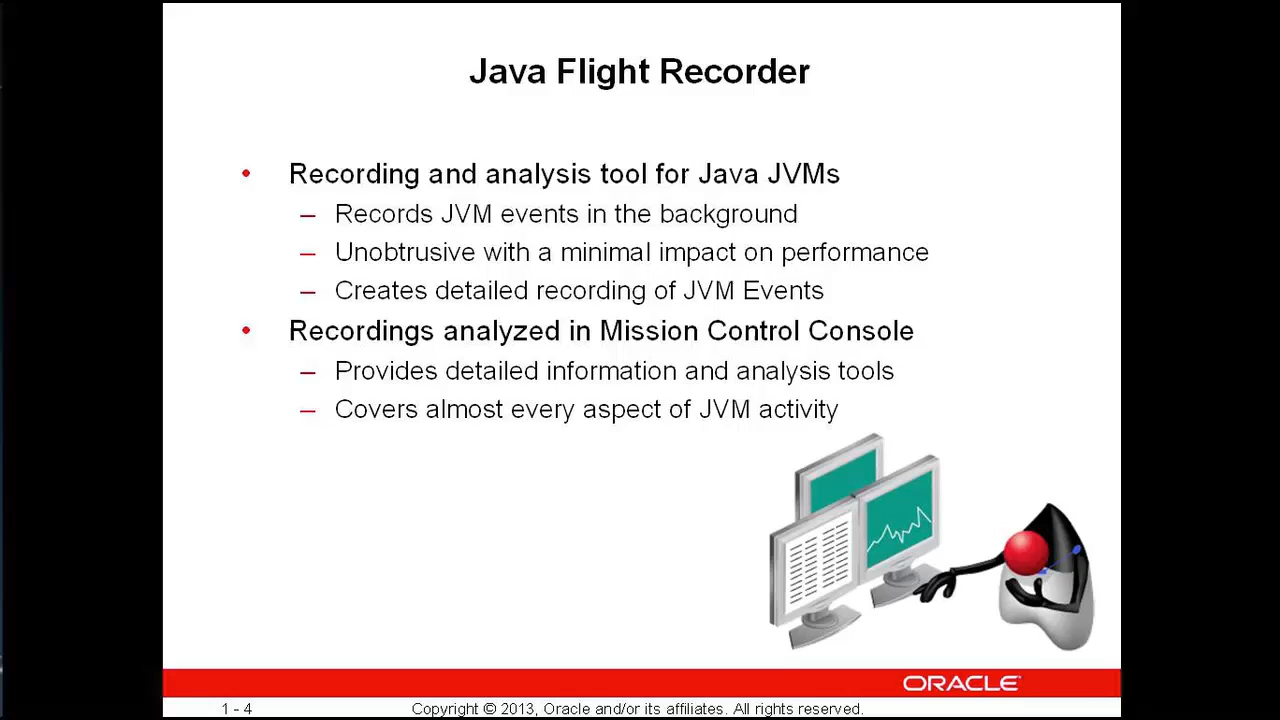 Java Flight Recorder
• Recording and analysis tool for Java JVMs
– Records JVM events in the background
– Unobtrusive with a minimal impact on performance
– Creates detailed recording of JVM Events
• Recordings analyzed in Mission Control Console
– Provides detailed information and analysis tools
– Covers almost every aspect of JVM activity
ORACLE
1 - 4
Copyright © 2013, Oracle and/or its affiliates. All rights reserved.